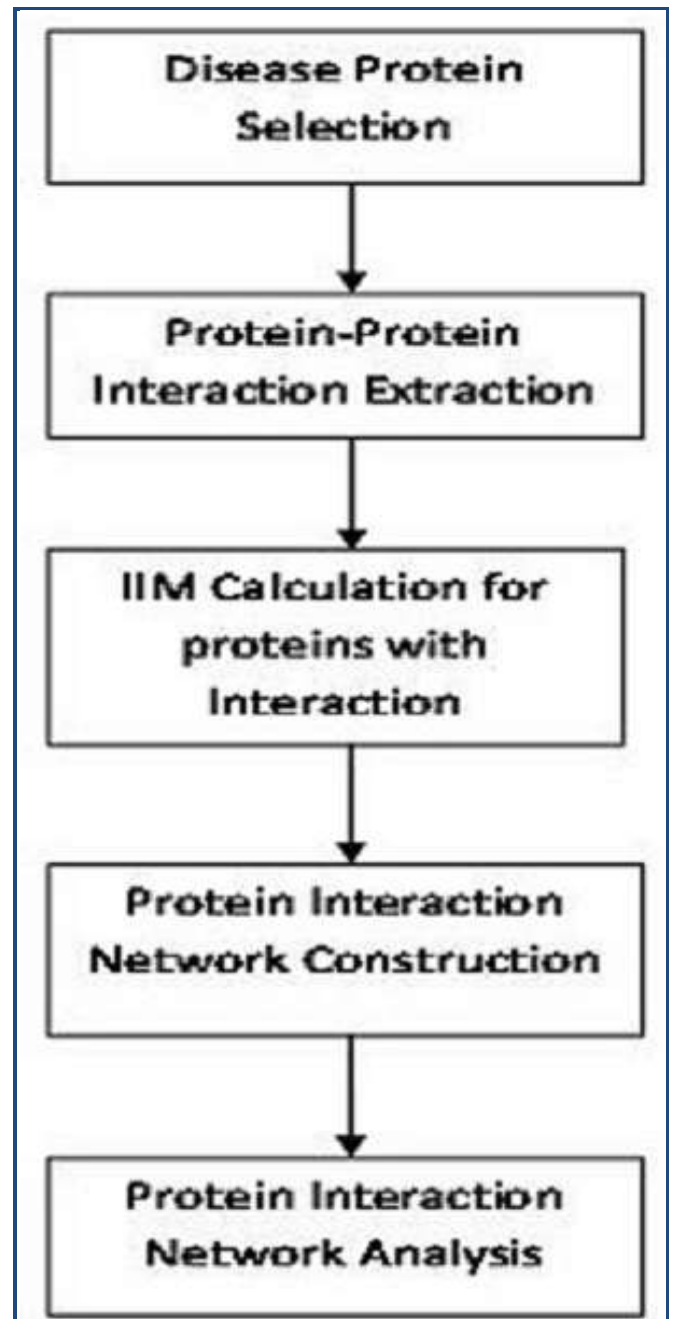 Disease Protein
Selection
Protein-Protein
Interaction Extraction
IIM Calculation for
proteins with
Interaction
Protein Interaction
Network Construction
Protein Interaction
Network Analysis